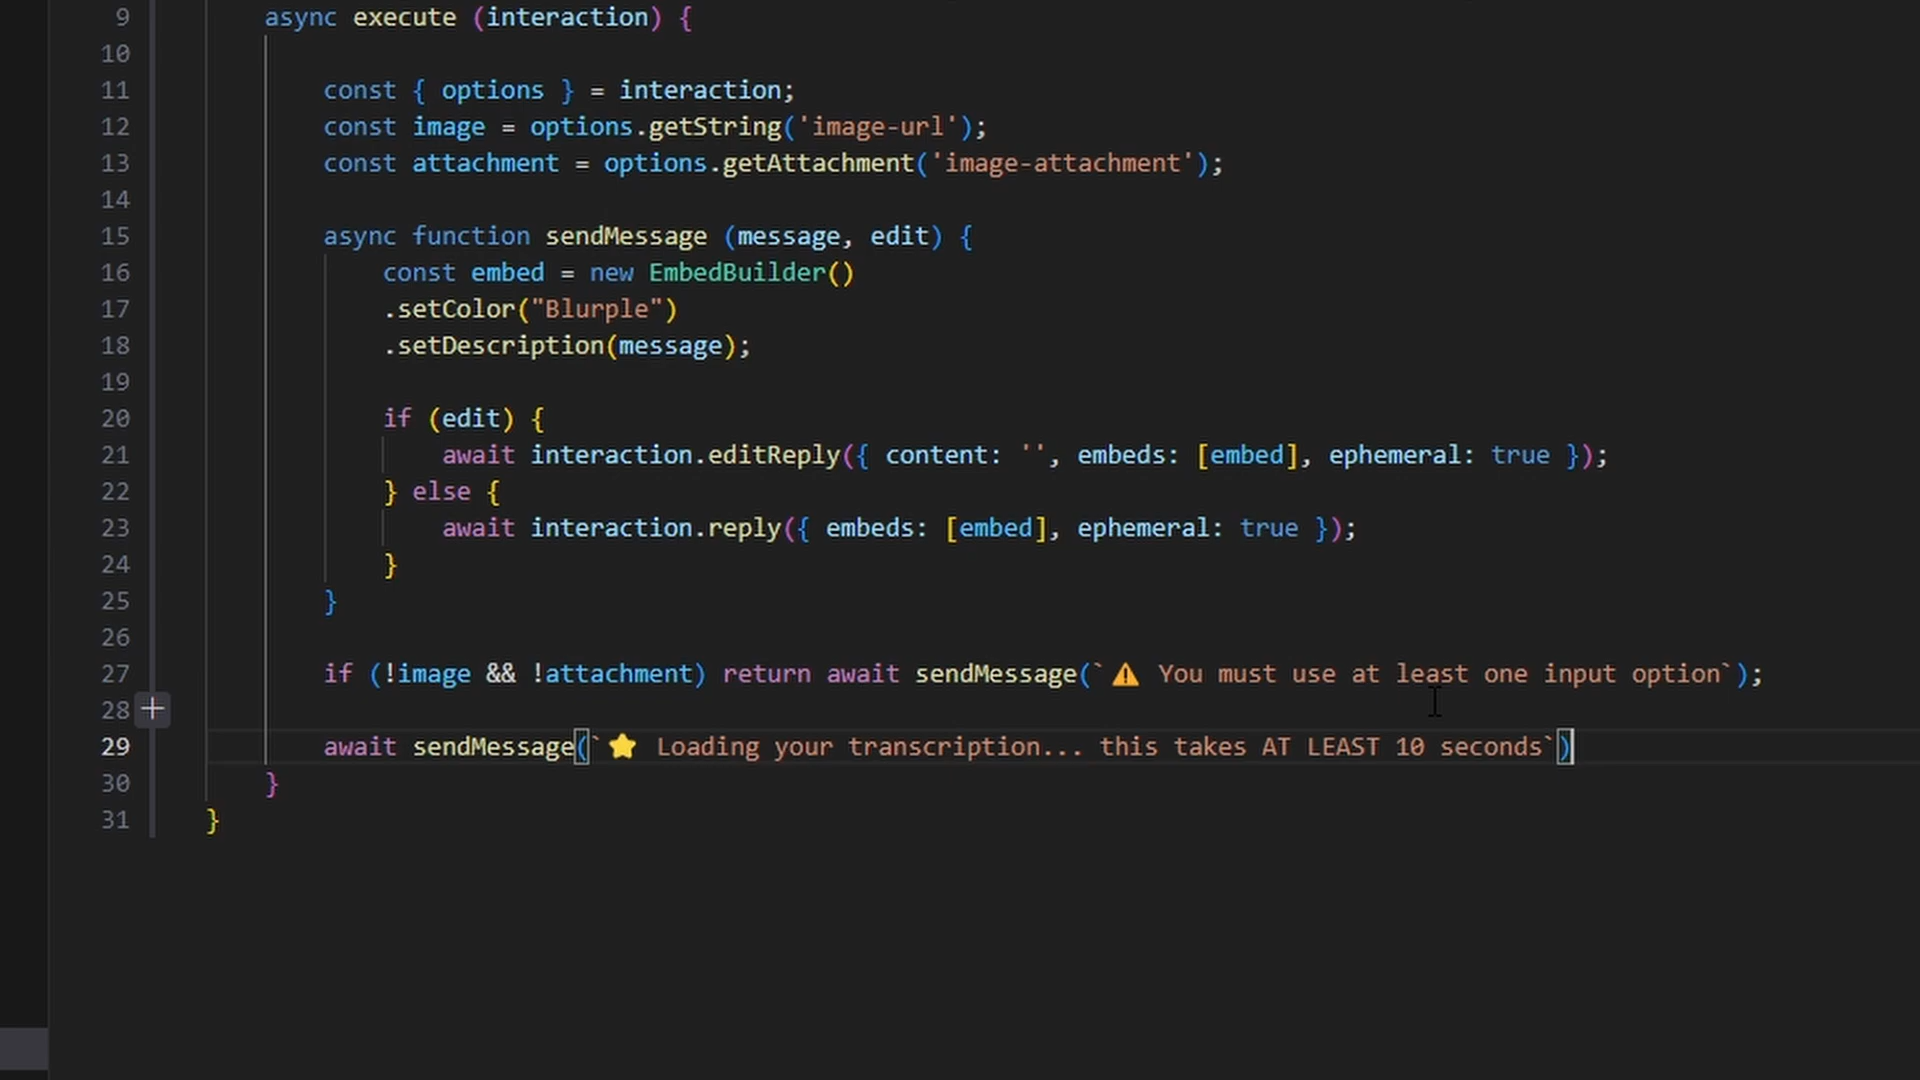 9 async execute (interaction) {
10
11 const { options } = interaction;
12 const image = options.getString('image-url');
13 const attachment = options.getAttachment('image-attachment');
14
15 async function sendMessage (message, edit) {
16 const embed = new EmbedBuilder()
17 .setColor("Blurple")
18 .setDescription(message);
19
20 if (edit) {
21 await interaction.editReply({ content: '', embeds: [embed], ephemeral: true });
22 } else {
23 await interaction.reply({ embeds: [embed], ephemeral: true });
24 }
25 }
26
27 if (!image && !attachment) return await sendMessage(`⚠️ You must use at least one input option`);
28
29 await sendMessage(`⭐ Loading your transcription... this takes AT LEAST 10 seconds`)
30 }
31 }